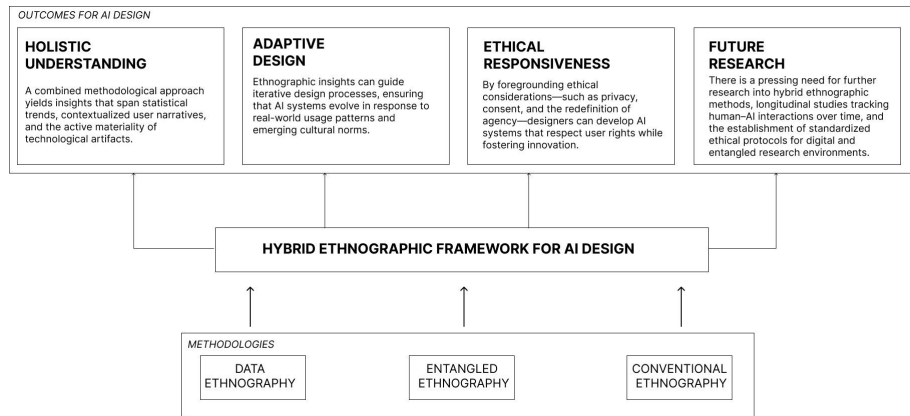 OUTCOMES FOR AI DESIGN
HOLISTIC
UNDERSTANDING
A combined methodological approach
yields insights that span statistical
trends, contextualized user narratives,
and the active materiality of
technological artifacts.
ADAPTIVE
DESIGN
Ethnographic insights can guide
iterative design processes, ensuring
that AI systems evolve in response to
real-world usage patterns and
emerging cultural norms.
ETHICAL
RESPONSIVENESS
By foregrounding ethical
considerations—such as privacy,
consent, and the redefinition of
agency—designers can develop AI
systems that respect user rights while
fostering innovation.
FUTURE
RESEARCH
There is a pressing need for further
research into hybrid ethnographic
methods, longitudinal studies tracking
human–AI interactions over time, and
the establishment of standardized
ethical protocols for digital and
entangled research environments.
HYBRID ETHNOGRAPHIC FRAMEWORK FOR AI DESIGN
METHODOLOGIES
DATA
ETHNOGRAPHY
ENTANGLED
ETHNOGRAPHY
CONVENTIONAL
ETHNOGRAPHY